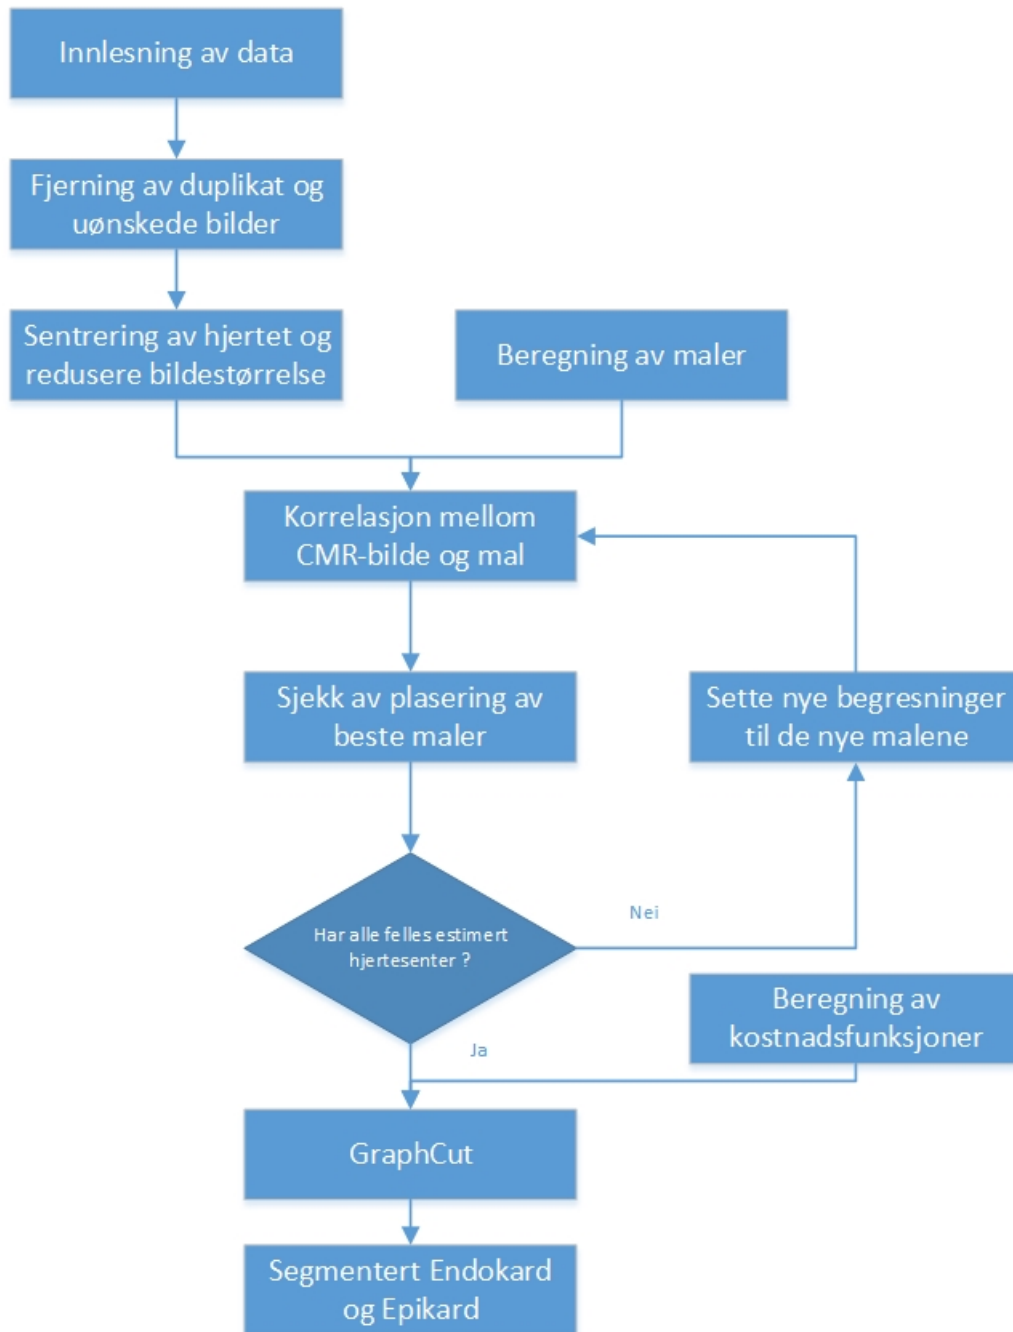 Innlesning av data
Fjerning av duplikat og
uønskede bilder
Sentrering av hjertet og
redusere bildestørrelse
Beregning av maler
Korrelasjon mellom
CMR-bilde og mal
Sjekk av plasering av
beste maler
Sette nye begresninger
til de nye malene
Har alle felles estimert
hjertesenter ?
Nei
Beregning av
kostnadsfunksjoner
Ja
GraphCut
Segmentert Endokard
og Epikard